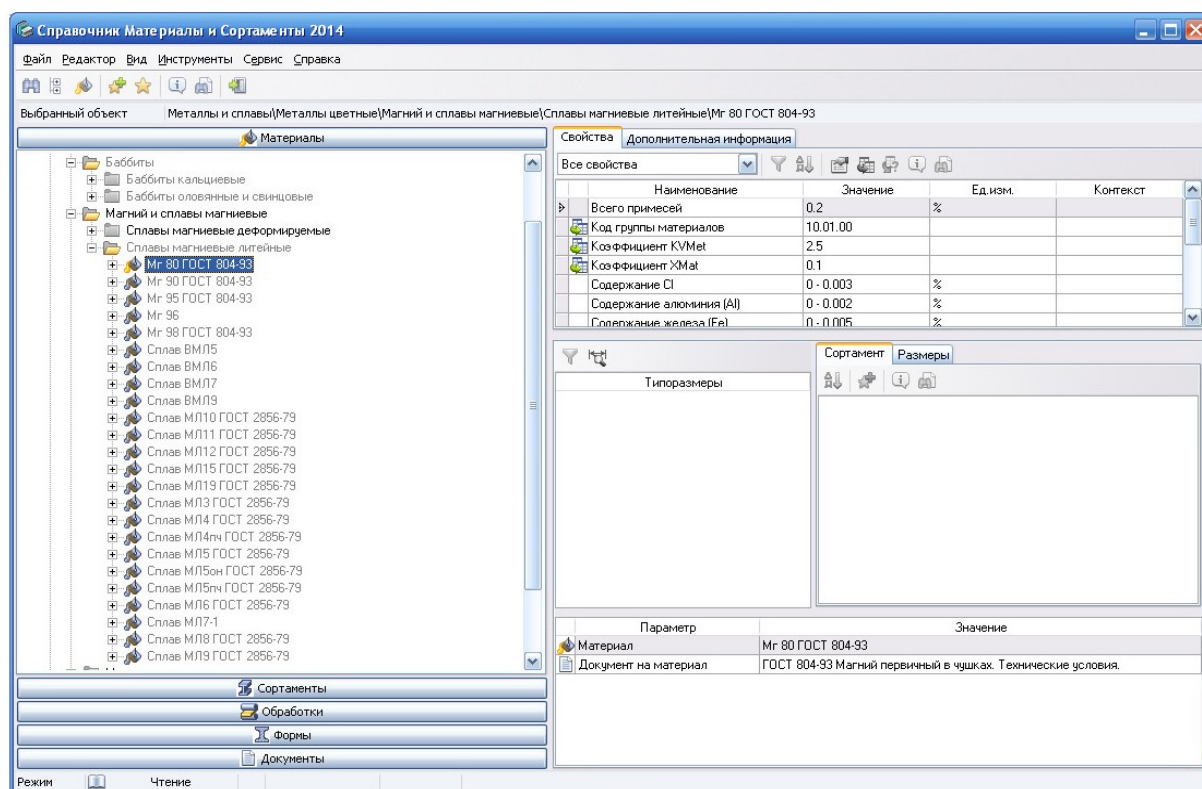 Справочник Материалы и Сортаменты 2014
Файл Редактор Вид Инструменты Сервис Справка
Выбранный объект Металлы и сплавы\Металлы цветные\Магний и сплавы магниевые\Сплавы магниевые литейные\Мг 80 ГОСТ 804-93
Материалы
Баббиты
Баббиты кальциевые
Баббиты оловянные и свинцовые
Магний и сплавы магниевые
Сплавы магниевые деформируемые
Сплавы магниевые литейные
Мг 80 ГОСТ 804-93
Мг 90 ГОСТ 804-93
Мг 95 ГОСТ 804-93
Мг 96
Мг 98 ГОСТ 804-93
Сплав ВМЛ5
Сплав ВМЛ6
Сплав ВМЛ7
Сплав ВМЛ9
Сплав МЛ10 ГОСТ 2856-79
Сплав МЛ11 ГОСТ 2856-79
Сплав МЛ12 ГОСТ 2856-79
Сплав МЛ15 ГОСТ 2856-79
Сплав МЛ19 ГОСТ 2856-79
Сплав МЛ3 ГОСТ 2856-79
Сплав МЛ4 ГОСТ 2856-79
Сплав МЛ4пч ГОСТ 2856-79
Сплав МЛ5 ГОСТ 2856-79
Сплав МЛ5он ГОСТ 2856-79
Сплав МЛ5пч ГОСТ 2856-79
Сплав МЛ6 ГОСТ 2856-79
Сплав МЛ7-1
Сплав МЛ8 ГОСТ 2856-79
Сплав МЛ9 ГОСТ 2856-79
Сортаменты
Обработки
Формы
Документы
Режим Чтение
Свойства Дополнительная информация
Все свойства
Наименование Значение Ед.изм. Контекст
Всего примесей 0.2 %
Код группы материалов 10.01.00
Коэффициент KVMet 2.5
Коэффициент XMat 0.1
Содержание Cl 0 - 0.003 %
Содержание алюминия (Al) 0 - 0.002 %
Содержание железа (Fe) 0 - 0.005 %
Сортамент Размеры
Типоразмеры
Параметр Значение
Материал Мг 80 ГОСТ 804-93
Документ на материал ГОСТ 804-93 Магний первичный в чушках. Технические условия.